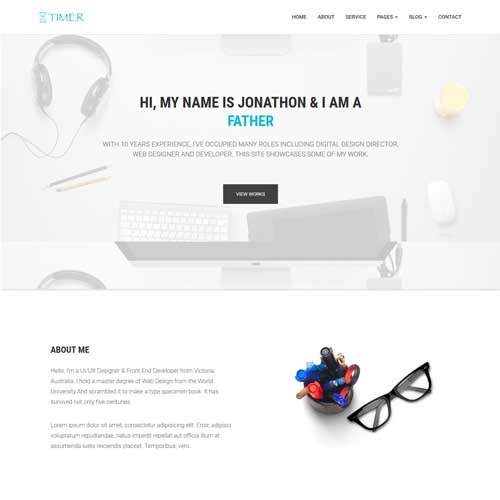 TIMER
HOME ABOUT SERVICE PAGES BLOG CONTACT
HI, MY NAME IS JONATHON & I AM A
FATHER
WITH 10 YEARS EXPERIENCE, I'VE OCCUPIED MANY ROLES INCLUDING DIGITAL DESIGN DIRECTOR,
WEB DESIGNER AND DEVELOPER, THIS SITE SHOWCASES SOME OF MY WORK.
VIEW WORKS
ABOUT ME
Hello, I'm a UI/UX Designer & Front End Developer from Victoria,
Australia. I hold a master degree of Web Design from the World
University.And scrambled it to make a type specimen book. It has
survived not only five centuries
Lorem ipsum dolor sit amet, consectetur adipisicing elit. Error, adipisci
voluptatum repudiandae, natus impedit repellat aut officia illum at
assumenda iusto reiciendis placeat. Temporibus, vero.